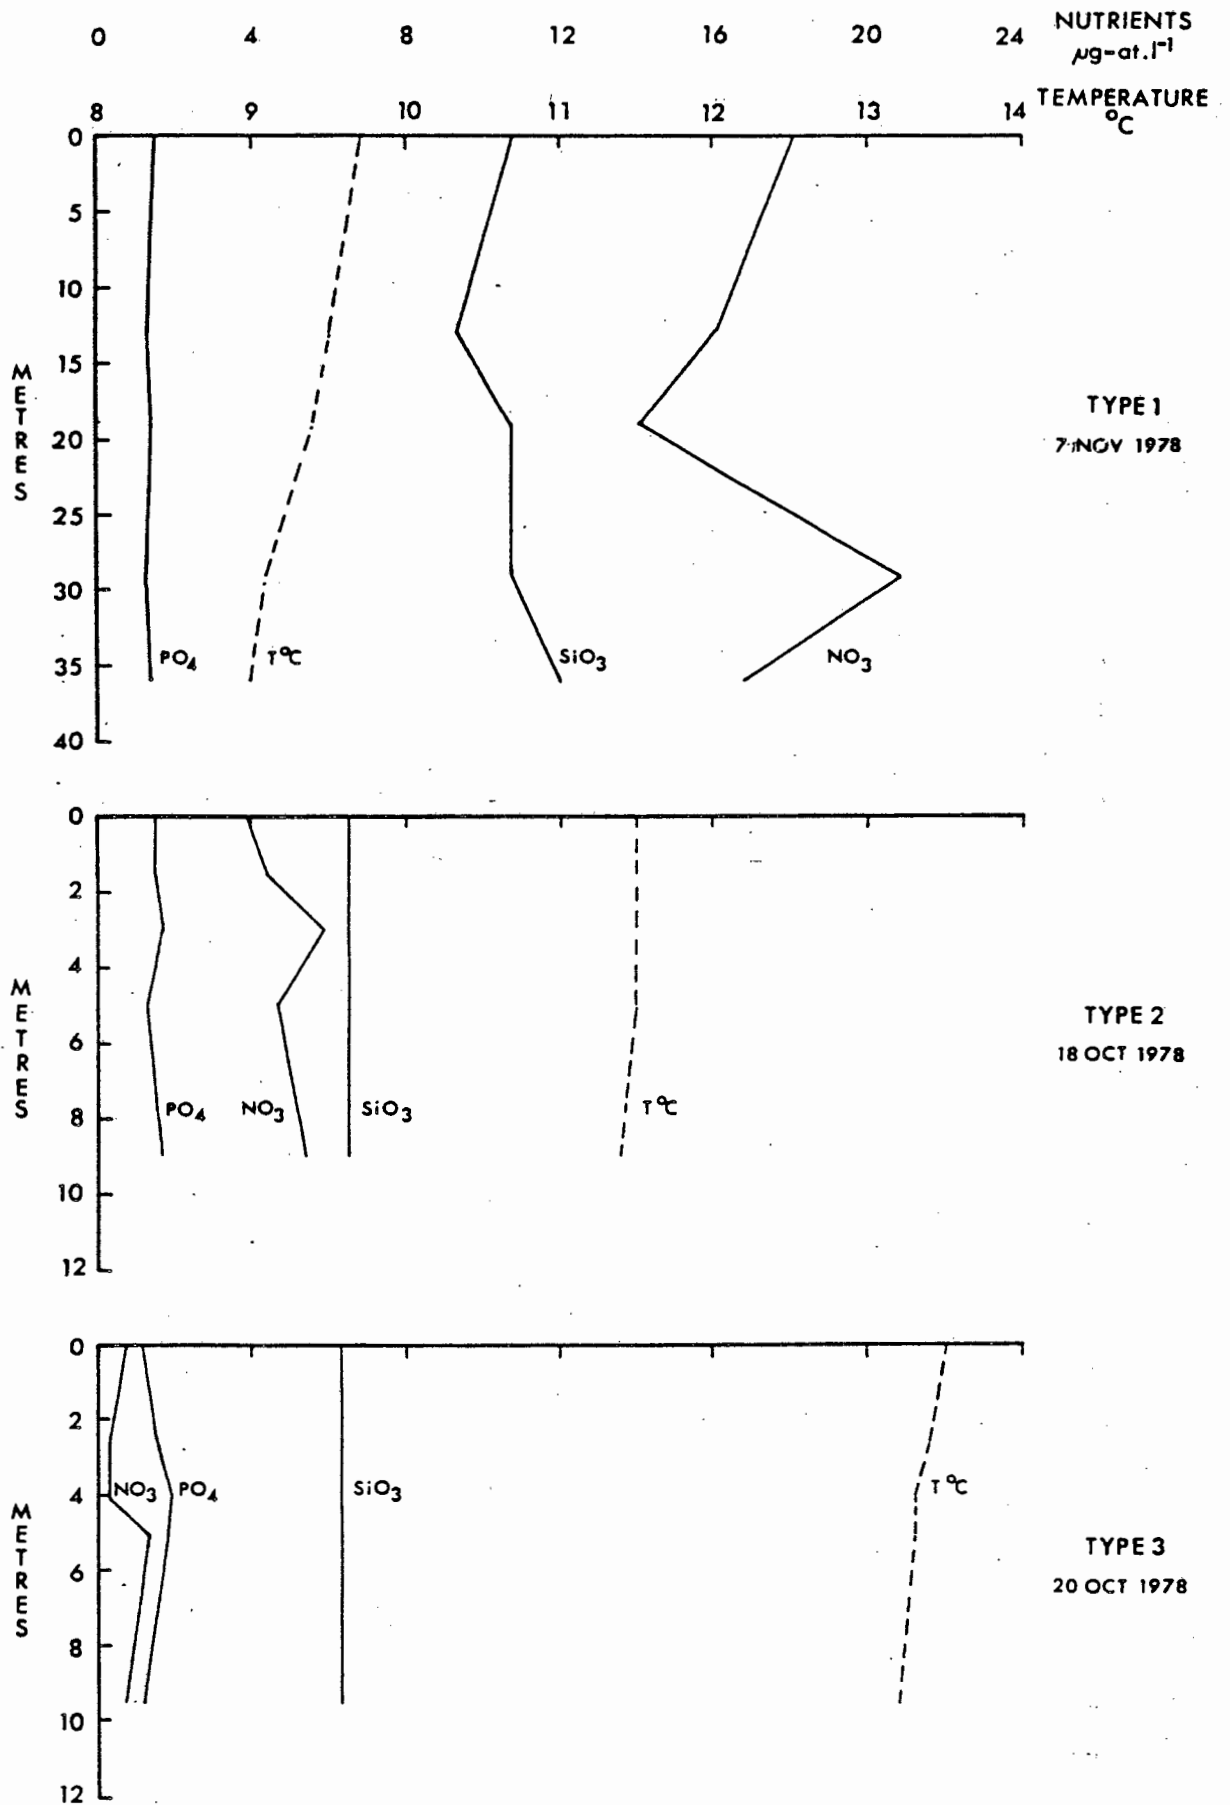 0 4 8 12 16 20 24 NUTRIENTS
µg-at.l⁻¹
8 9 10 11 12 13 14 TEMPERATURE
°C
0
5
10
15
20
25
30
35
40
METRES
PO₄ T°C SiO₃ NO₃
TYPE 1
7 NOV 1978
0
2
4
6
8
10
12
METRES
PO₄ NO₃ SiO₃ T°C
TYPE 2
18 OCT 1978
0
2
4
6
8
10
12
METRES
NO₃ PO₄ SiO₃ T°C
TYPE 3
20 OCT 1978